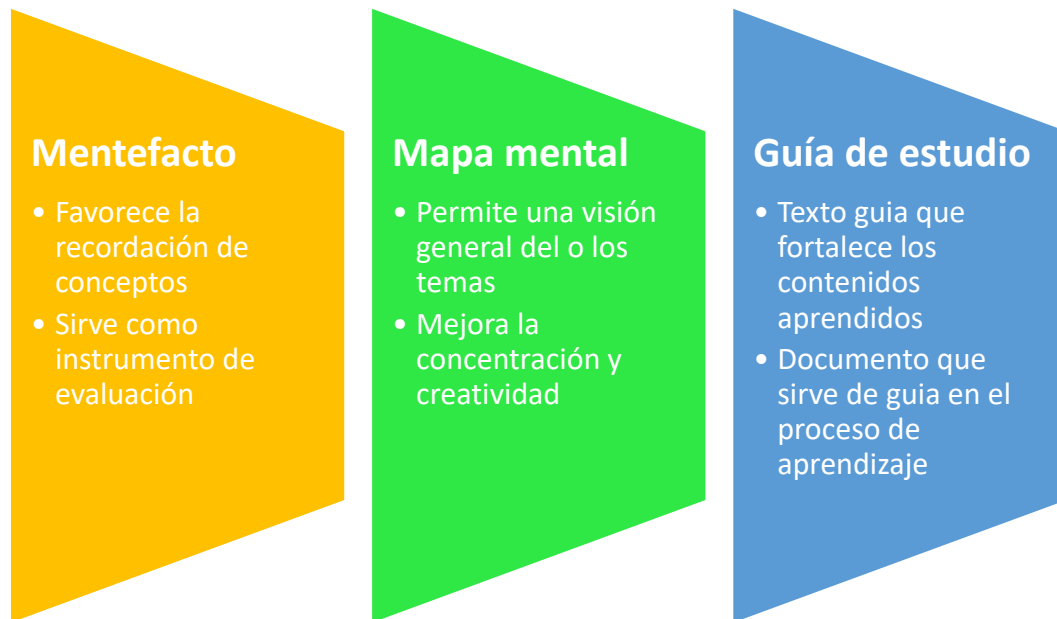 Mentefacto
• Favorece la
recordación de
conceptos
• Sirve como
instrumento de
evaluación
Mapa mental
• Permite una visión
general del o los
temas
• Mejora la
concentración y
creatividad
Guía de estudio
• Texto guia que
fortalece los
contenidos
aprendidos
• Documento que
sirve de guia en el
proceso de
aprendizaje